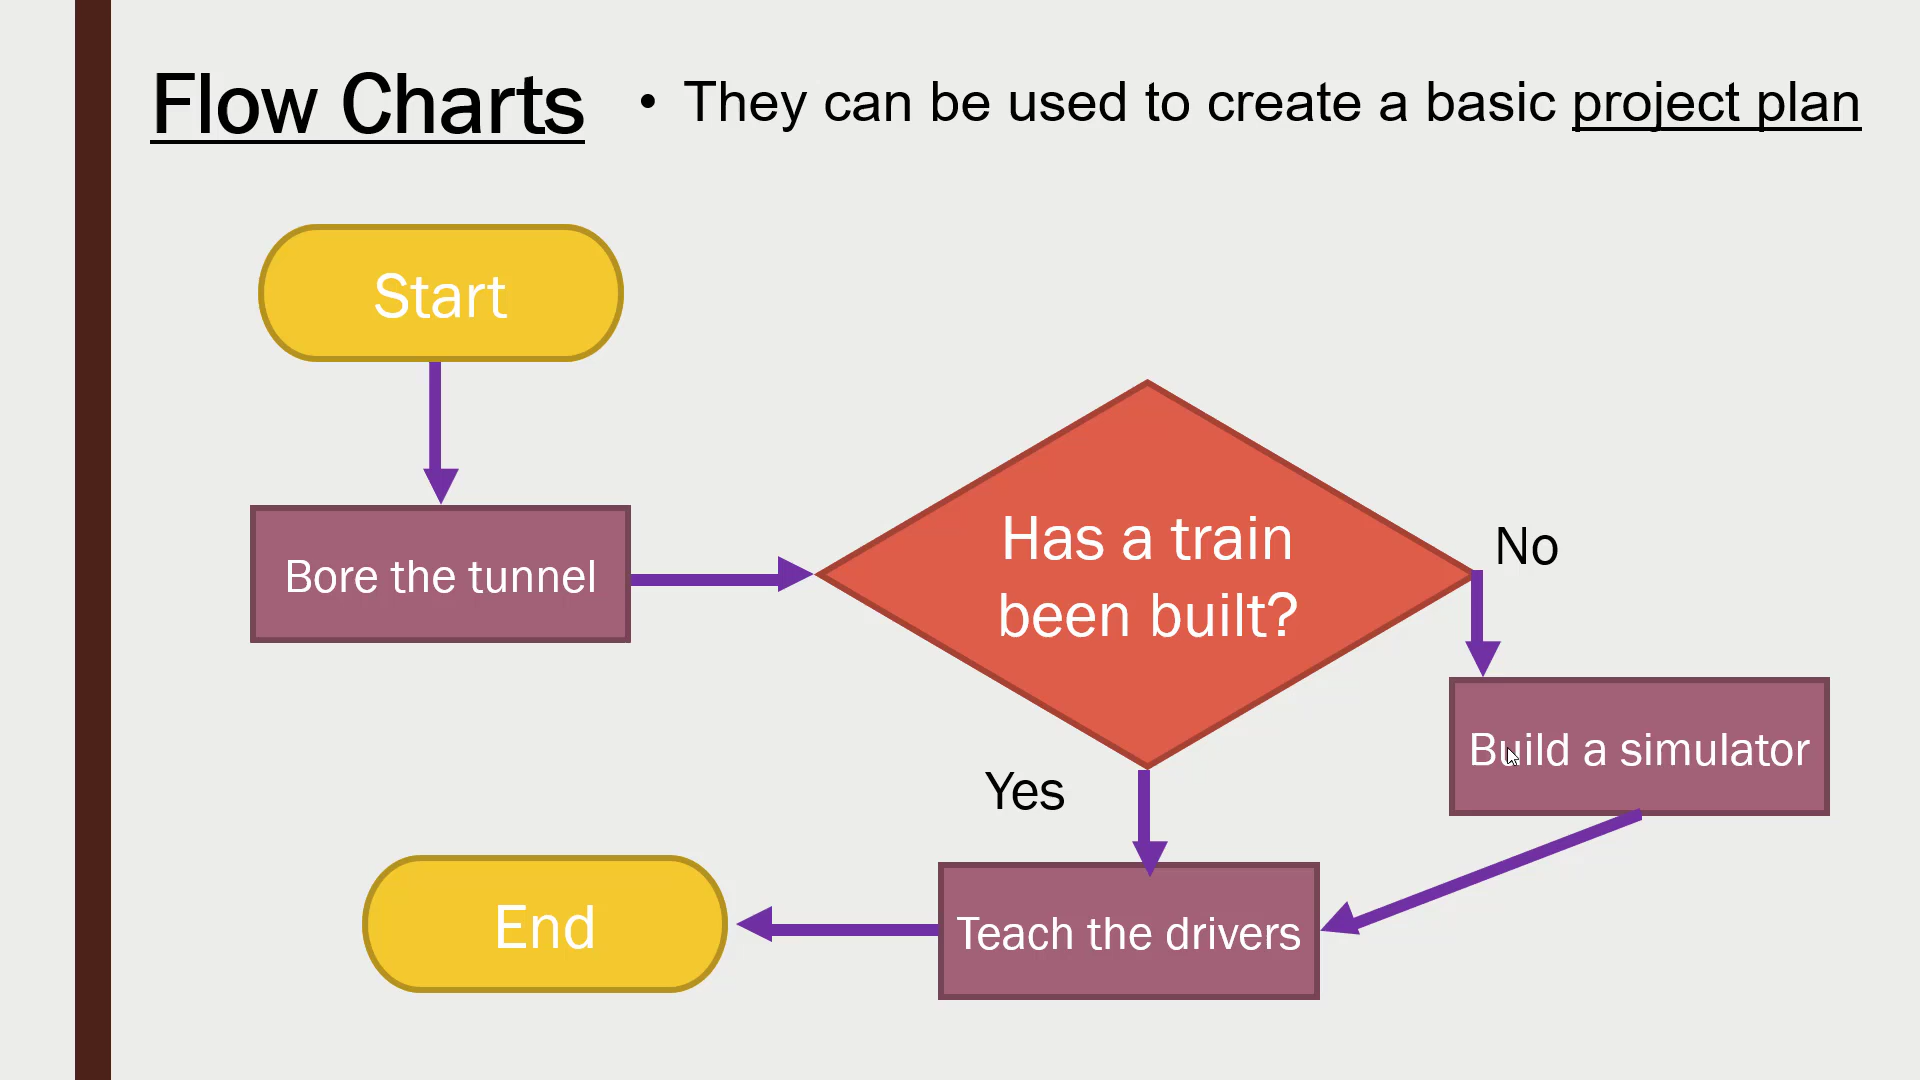 Flow Charts
• They can be used to create a basic project plan
Start
Bore the tunnel
Has a train
been built?
No
Build a simulator
Yes
Teach the drivers
End